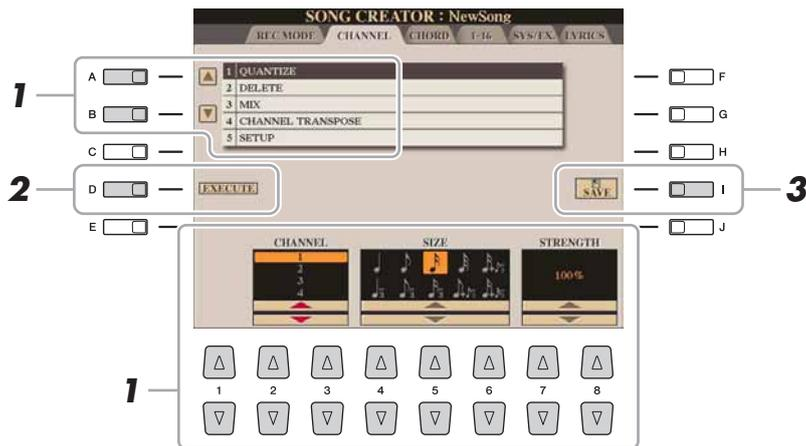 SONG CREATOR : NewSong
REC MODE CHANNEL CHORD 1-16 SYS/EX. LYRICS
1 QUANTIZE
2 DELETE
3 MIX
4 CHANNEL TRANSPOSE
5 SETUP
A
B
C
D
E
F
G
H
I
J
1
2
3
EXECUTE
SAVE
CHANNEL SIZE STRENGTH
1
2
3
4
100%
1
1 2 3 4 5 6 7 8